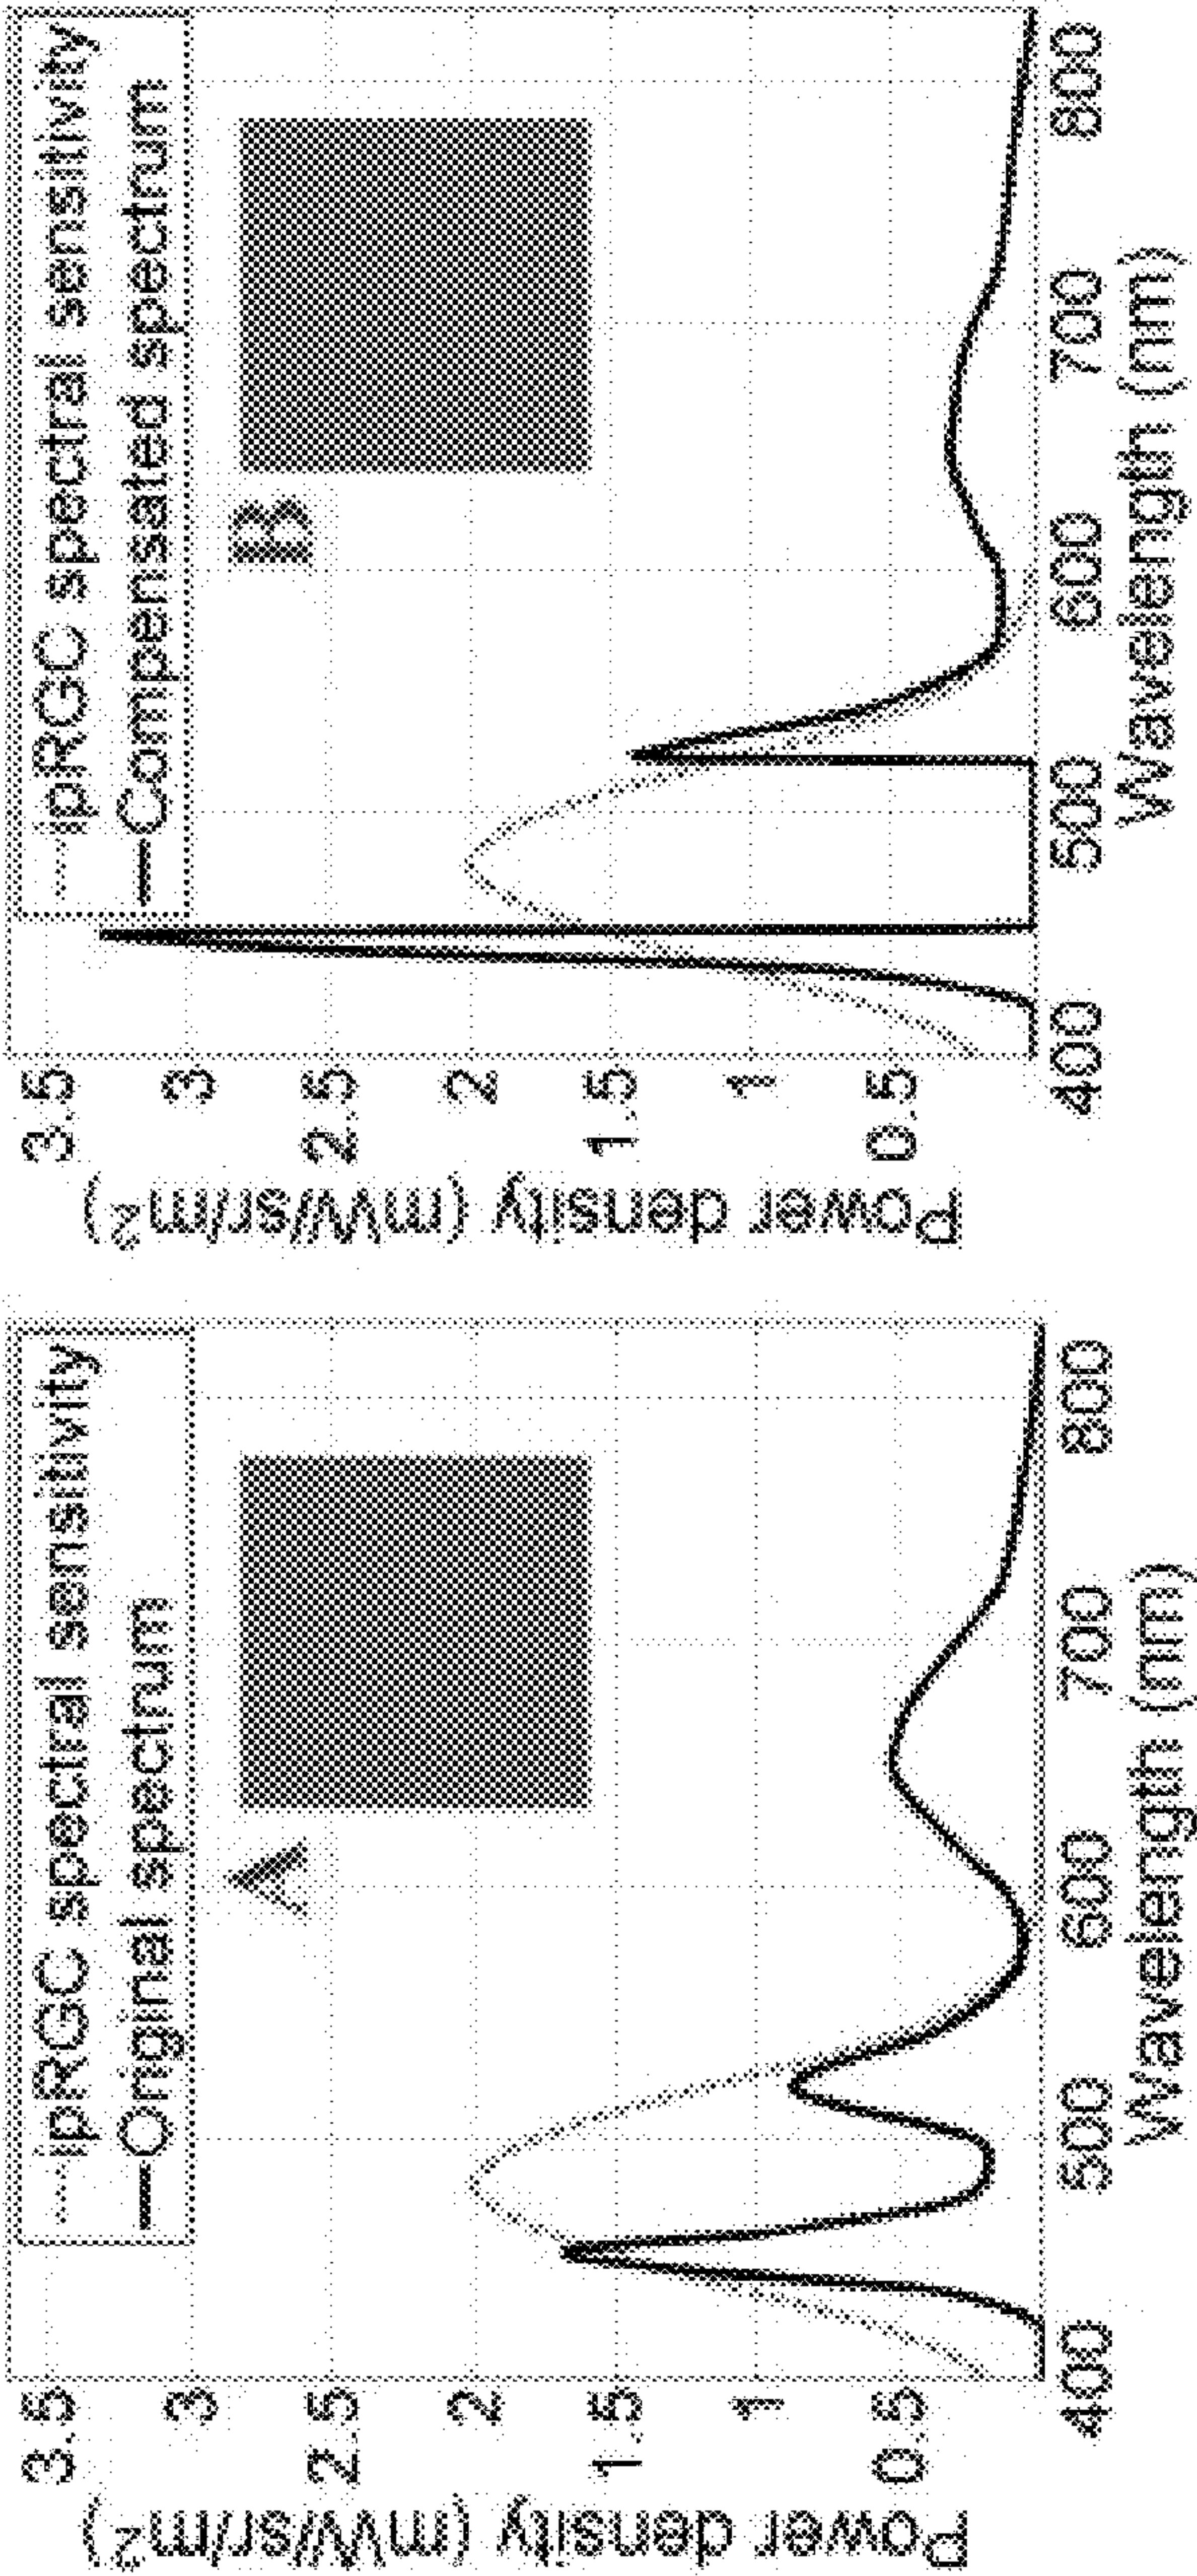 Power density (mW/sr/m²)
3.5
3
2.5
2
1.5
1
0.5
ipRGC spectral sensitivity
Original spectrum
A
400
500
600
700
800
Wavelength (nm)
Power density (mW/sr/m²)
3.5
3
2.5
2
1.5
1
0.5
ipRGC spectral sensitivity
Compensated spectrum
B
400
500
600
700
800
Wavelength (nm)